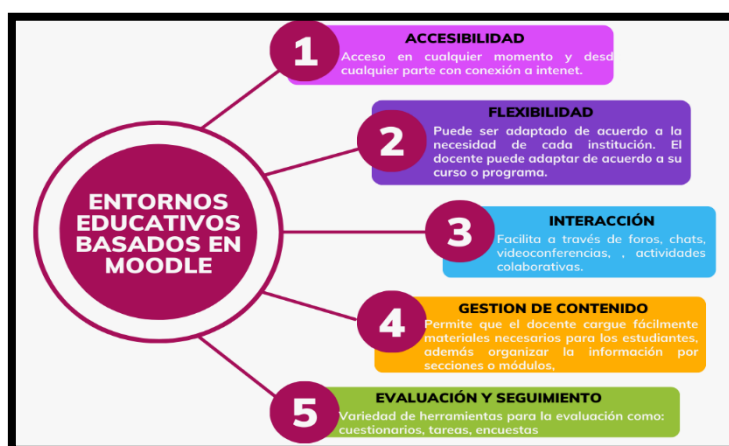 ENTORNOS
EDUCATIVOS
BASADOS EN
MOODLE
1
ACCESIBILIDAD
Acceso en cualquier momento y desd
cualquier parte con conexión a intenet.
2
FLEXIBILIDAD
Puede ser adaptado de acuerdo a la
necesidad de cada institución. El
docente puede adaptar de acuerdo a su
curso o programa.
3
INTERACCIÓN
Facilita a través de foros, chats,
videoconferencias, , actividades
colaborativas.
4
GESTION DE CONTENIDO
Permite que el docente cargue fácilmente
materiales necesarios para los estudiantes,
además organizar la información por
secciones o módulos,
5
EVALUACIÓN Y SEGUIMIENTO
Variedad de herramientas para la evaluación como:
cuestionarios, tareas, encuestas